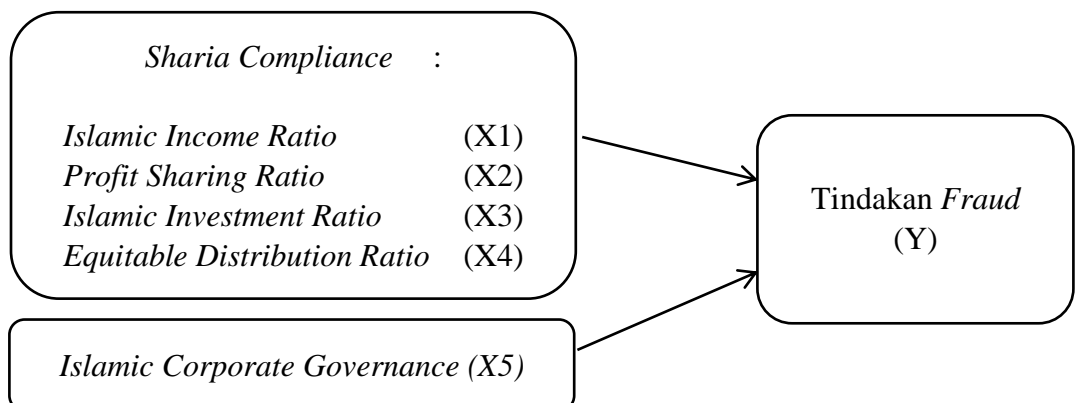 Sharia Compliance :
Islamic Income Ratio (X1)
Profit Sharing Ratio (X2)
Islamic Investment Ratio (X3)
Equitable Distribution Ratio (X4)
Tindakan Fraud
(Y)
Islamic Corporate Governance (X5)